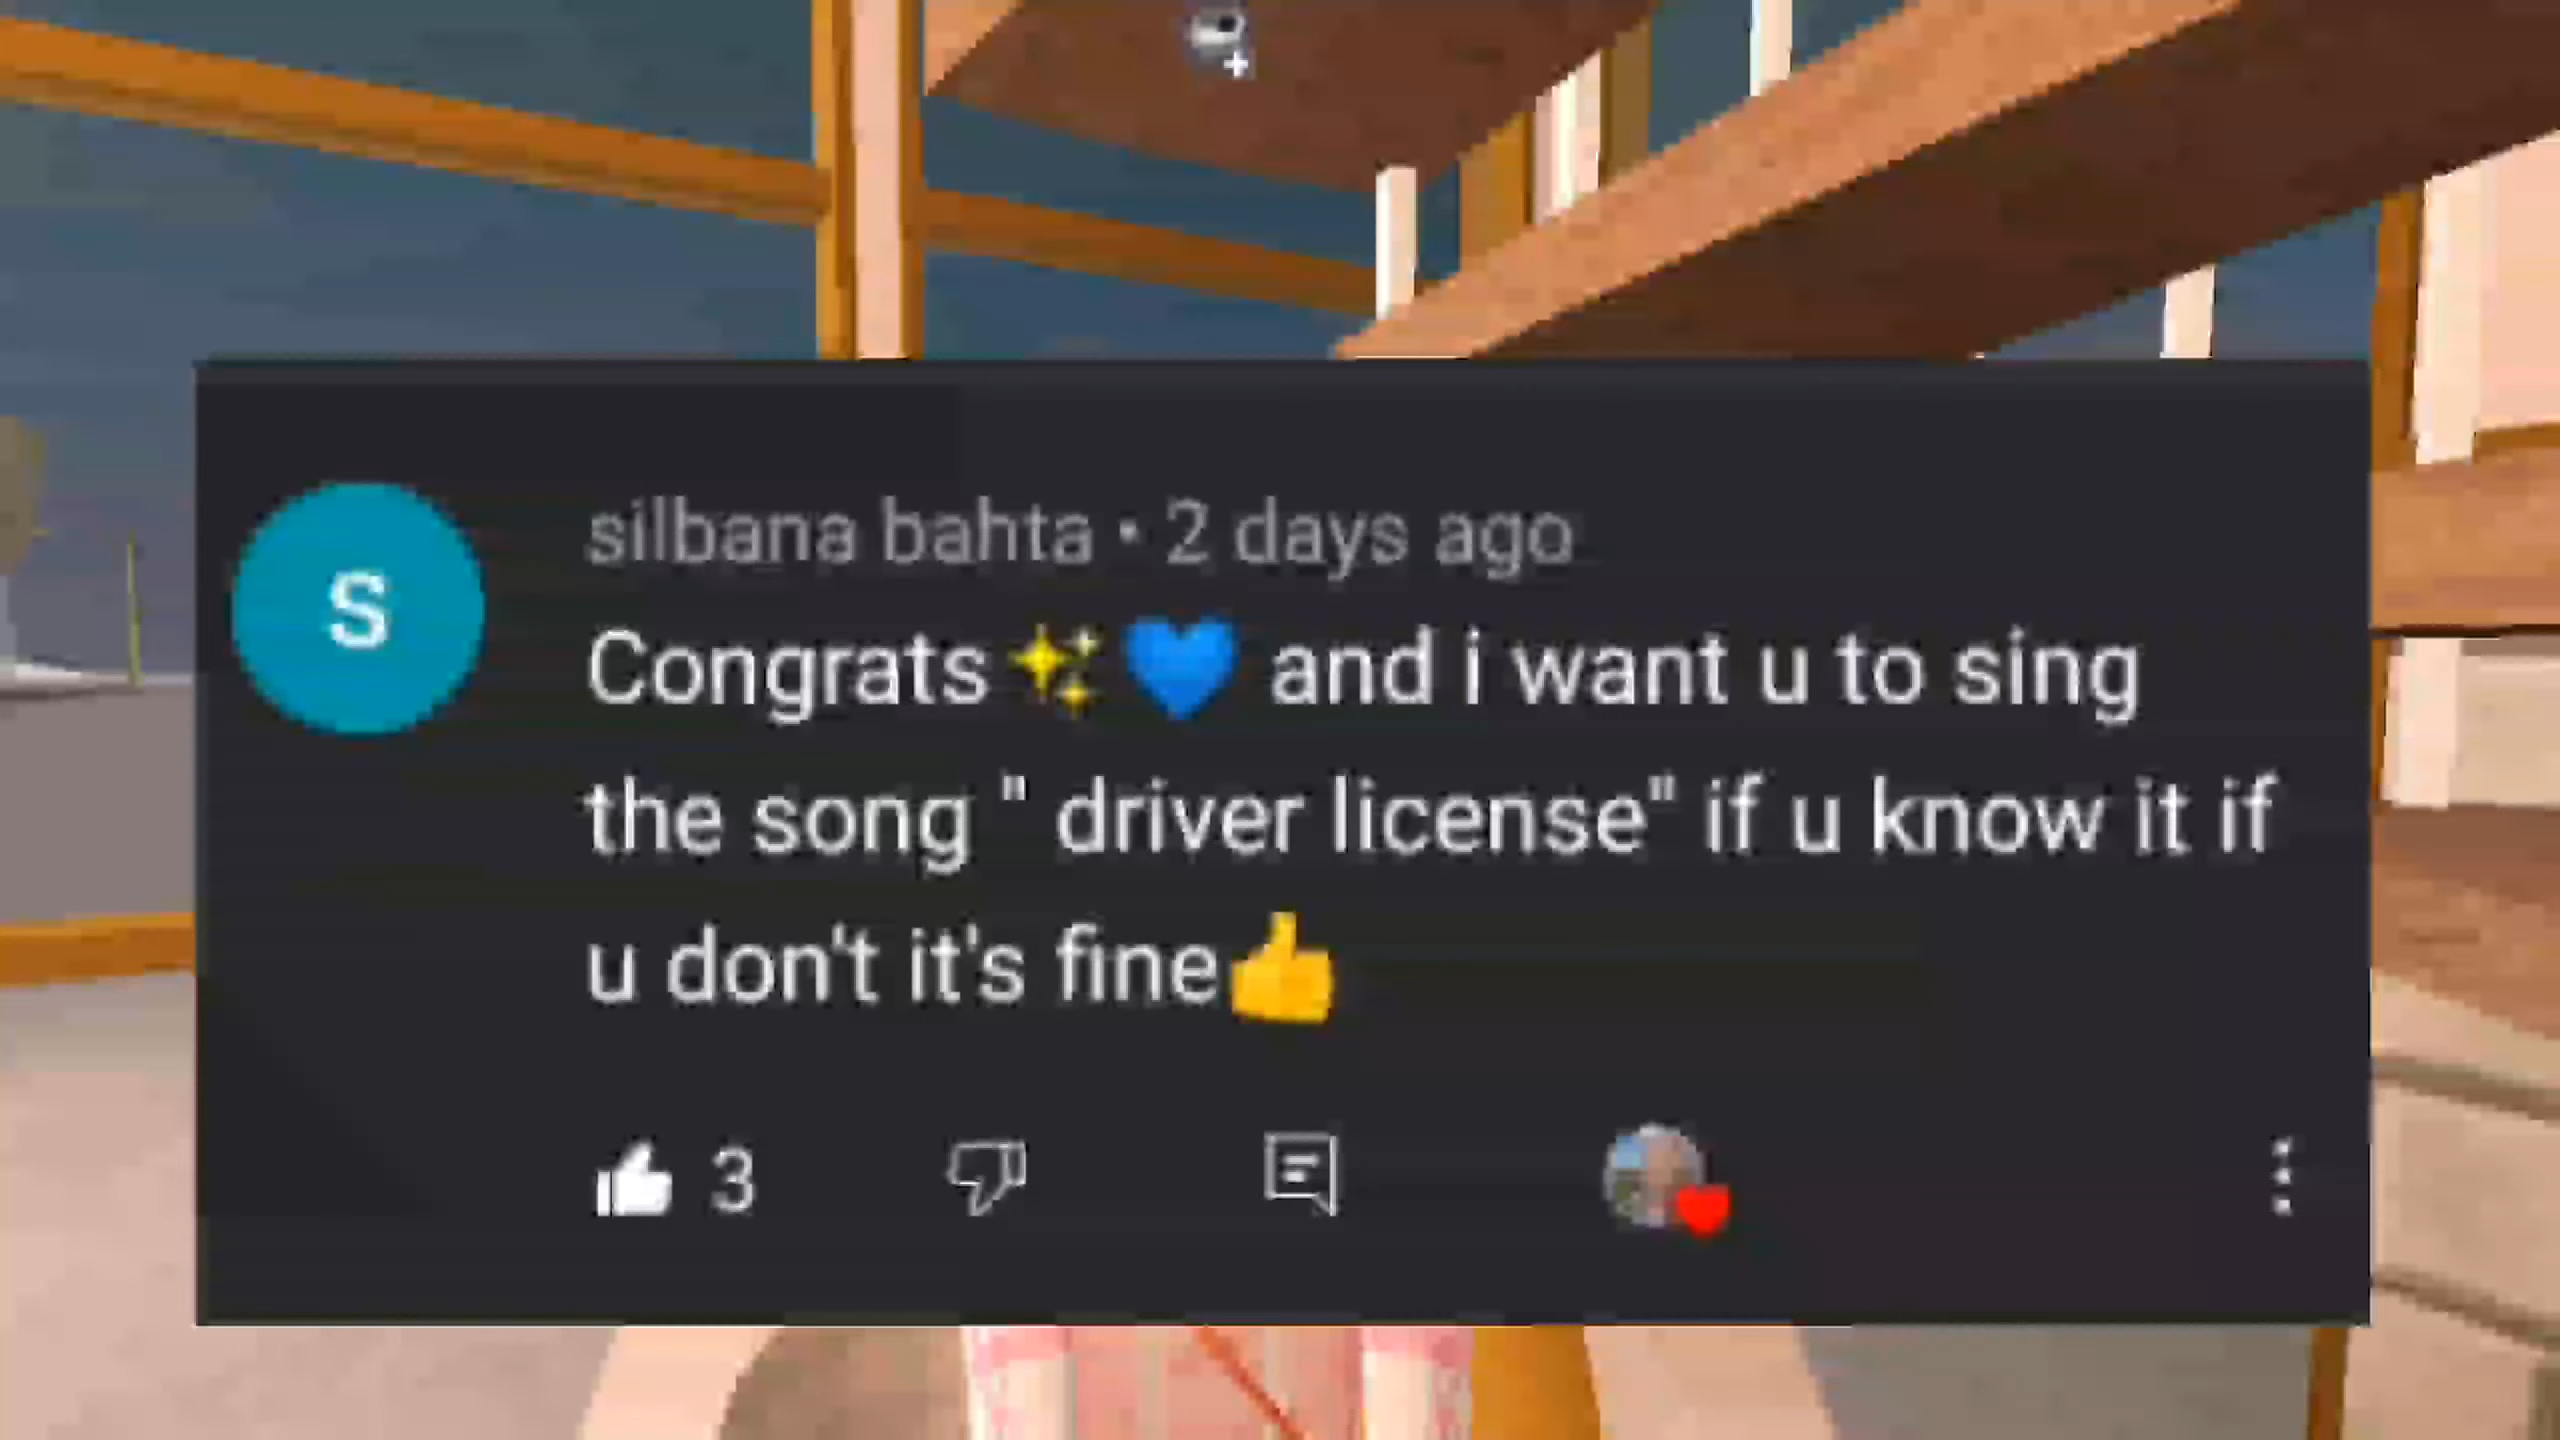 S
silbana bahta • 2 days ago
Congrats✨💙 and i want u to sing
the song " driver license" if u know it if
u don't it's fine👍
3